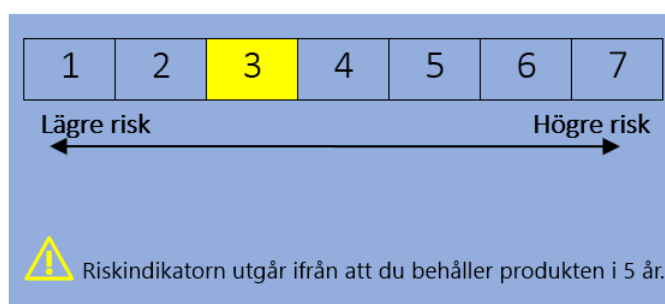 1 2 3 4 5 6 7
Lägre risk Högre risk
Riskindikatorn utgår ifrån att du behåller produkten i 5 år.